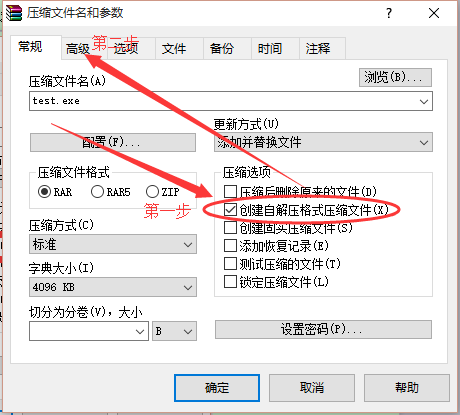 压缩文件名和参数
常规 高级 选项 文件 备份 时间 注释
第二步
压缩文件名(A)
浏览(B)...
test.exe
更新方式(U)
配置(F)...
添加并替换文件
压缩文件格式
RAR RAR5 ZIP
压缩选项
压缩后删除原来的文件(D)
创建自解压格式压缩文件(X)
创建固实压缩文件(S)
添加恢复记录(E)
测试压缩的文件(T)
锁定压缩文件(L)
第一步
压缩方式(C)
标准
字典大小(I)
4096 KB
切分为分卷(V)，大小
B
设置密码(P)...
确定
取消
帮助